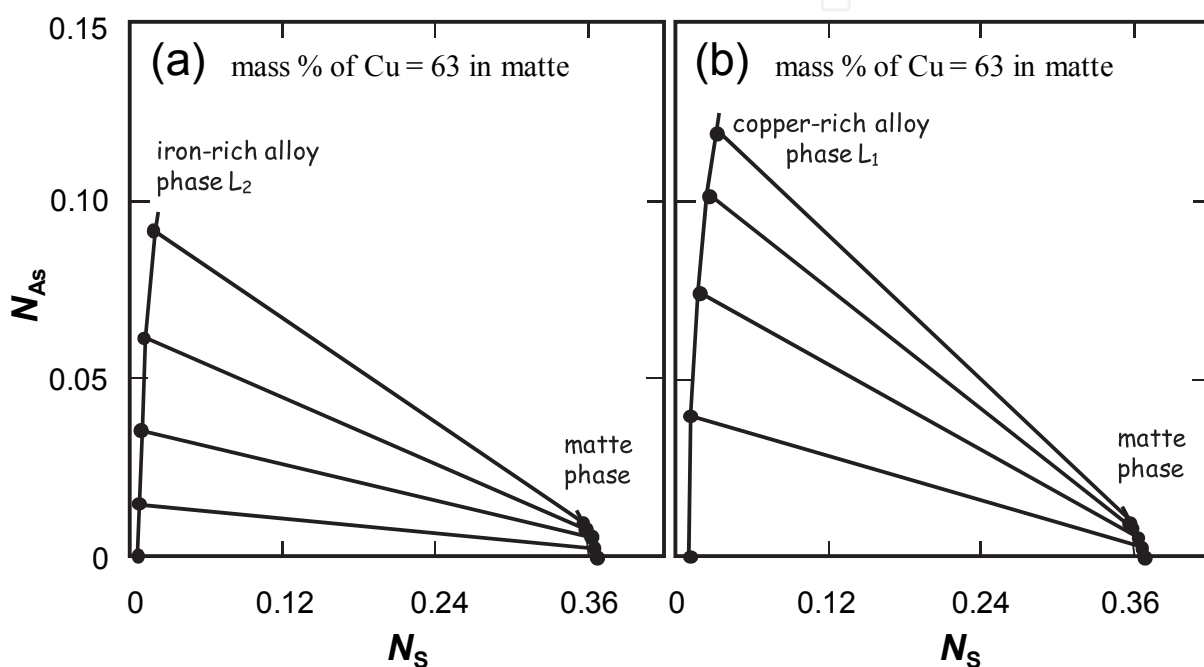 (a) mass % of Cu = 63 in matte
iron-rich alloy
phase L₂
matte
phase
0.15
0.10
0.05
0
N_As
0 0.12 0.24 0.36
N_S
(b) mass % of Cu = 63 in matte
copper-rich alloy
phase L₁
matte
phase
0 0.12 0.24 0.36
N_S